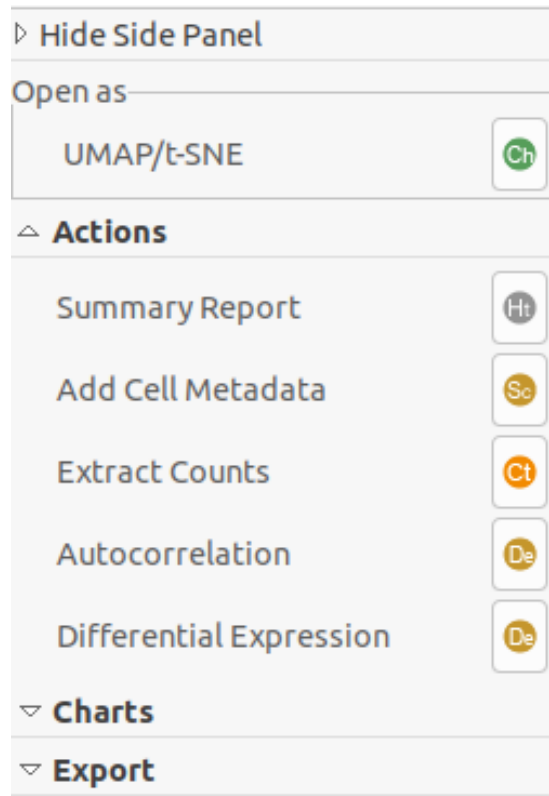 Hide Side Panel
Open as
UMAP/t-SNE Ch
Actions
Summary Report Ht
Add Cell Metadata Sc
Extract Counts Ct
Autocorrelation De
Differential Expression De
Charts
Export